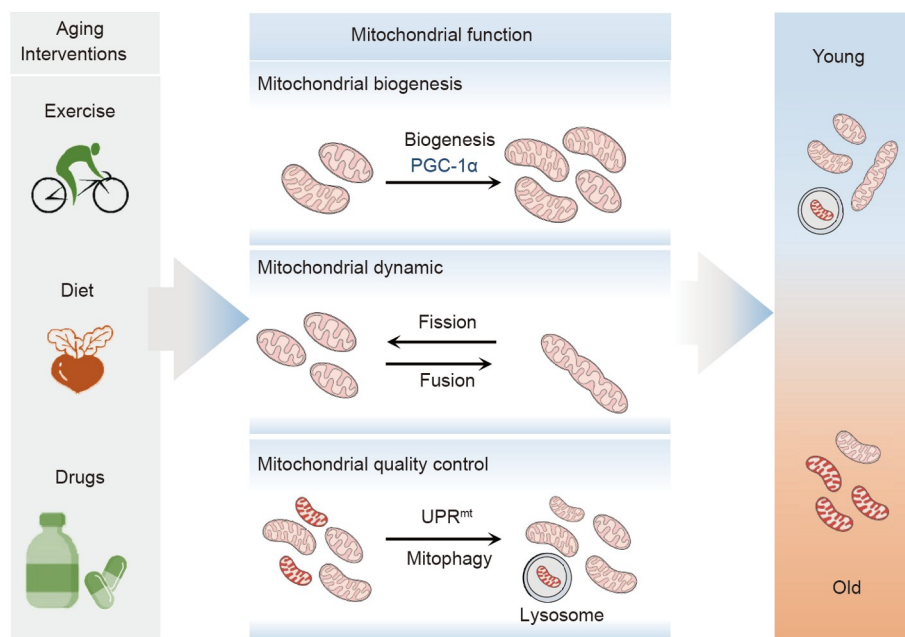 Aging
Interventions
Exercise
Diet
Drugs
Mitochondrial function
Mitochondrial biogenesis
Biogenesis
PGC-1α
Mitochondrial dynamic
Fission
Fusion
Mitochondrial quality control
UPRᵐᵗ
Mitophagy
Lysosome
Young
Old